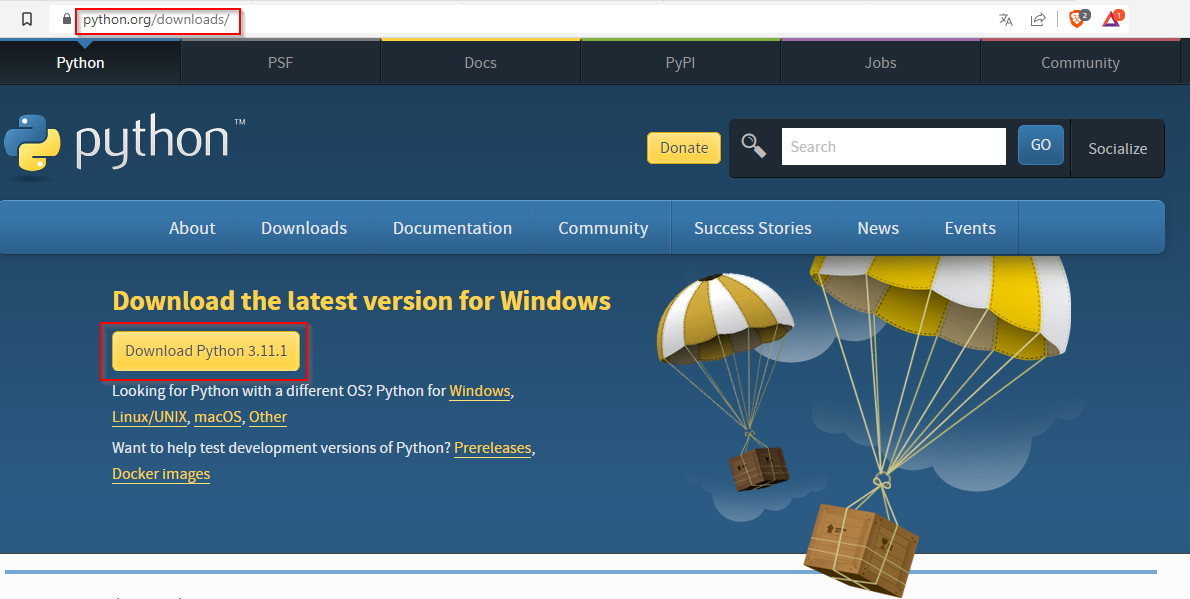 python.org/downloads/
2
1
Python PSF Docs PyPI Jobs Community
python™
Donate Search GO Socialize
About Downloads Documentation Community Success Stories News Events
Download the latest version for Windows
Download Python 3.11.1
Looking for Python with a different OS? Python for Windows,
Linux/UNIX, macOS, Other
Want to help test development versions of Python? Prereleases,
Docker images